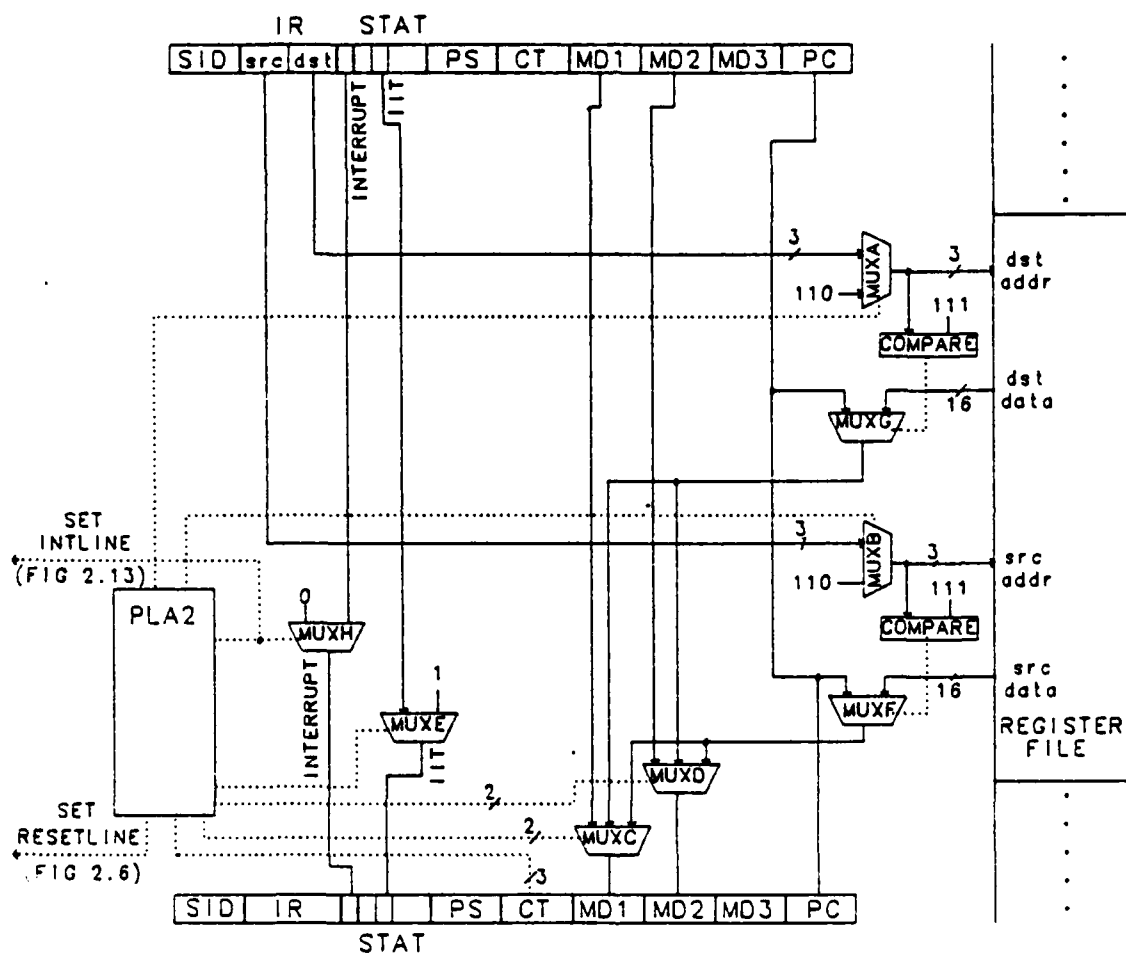 IR STAT
SID src dst PS CT MD1 MD2 MD3 PC
INTERRUPT
IIT
3
MUXA
3
dst
addr
110
111
COMPARE
dst
data
16
MUXG
SET
INTLINE
(FIG 2.13)
3
MUXB
3
src
addr
110
111
COMPARE
PLA2
0
MUXH
1
MUXE
INTERRUPT
IIT
src
data
16
MUXF
REGISTER
FILE
MUXD
2
SET
RESETLINE
(FIG 2.6)
2
MUXC
3
SID IR PS CT MD1 MD2 MD3 PC
STAT